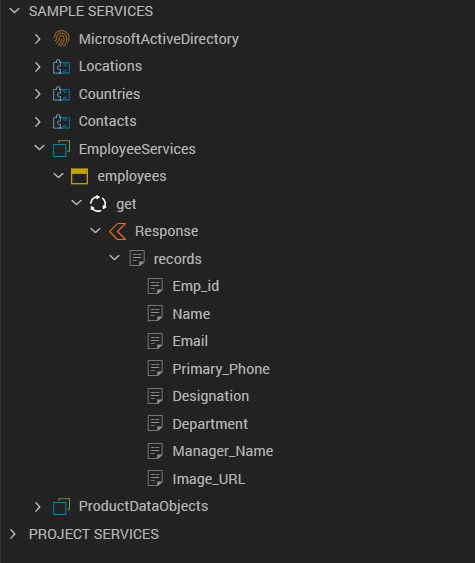 SAMPLE SERVICES
MicrosoftActiveDirectory
Locations
Countries
Contacts
EmployeeServices
employees
get
Response
records
Emp_id
Name
Email
Primary_Phone
Designation
Department
Manager_Name
Image_URL
ProductDataObjects
PROJECT SERVICES